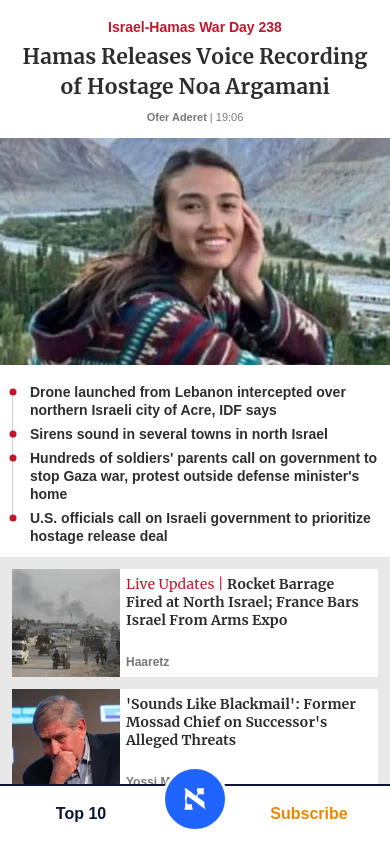 Israel-Hamas War Day 238
Hamas Releases Voice Recording
of Hostage Noa Argamani
Ofer Aderet | 19:06
Drone launched from Lebanon intercepted over
northern Israeli city of Acre, IDF says
Sirens sound in several towns in north Israel
Hundreds of soldiers' parents call on government to
stop Gaza war, protest outside defense minister's
home
U.S. officials call on Israeli government to prioritize
hostage release deal
Live Updates | Rocket Barrage
Fired at North Israel; France Bars
Israel From Arms Expo
Haaretz
'Sounds Like Blackmail': Former
Mossad Chief on Successor's
Alleged Threats
Yossi
Top 10
Subscribe